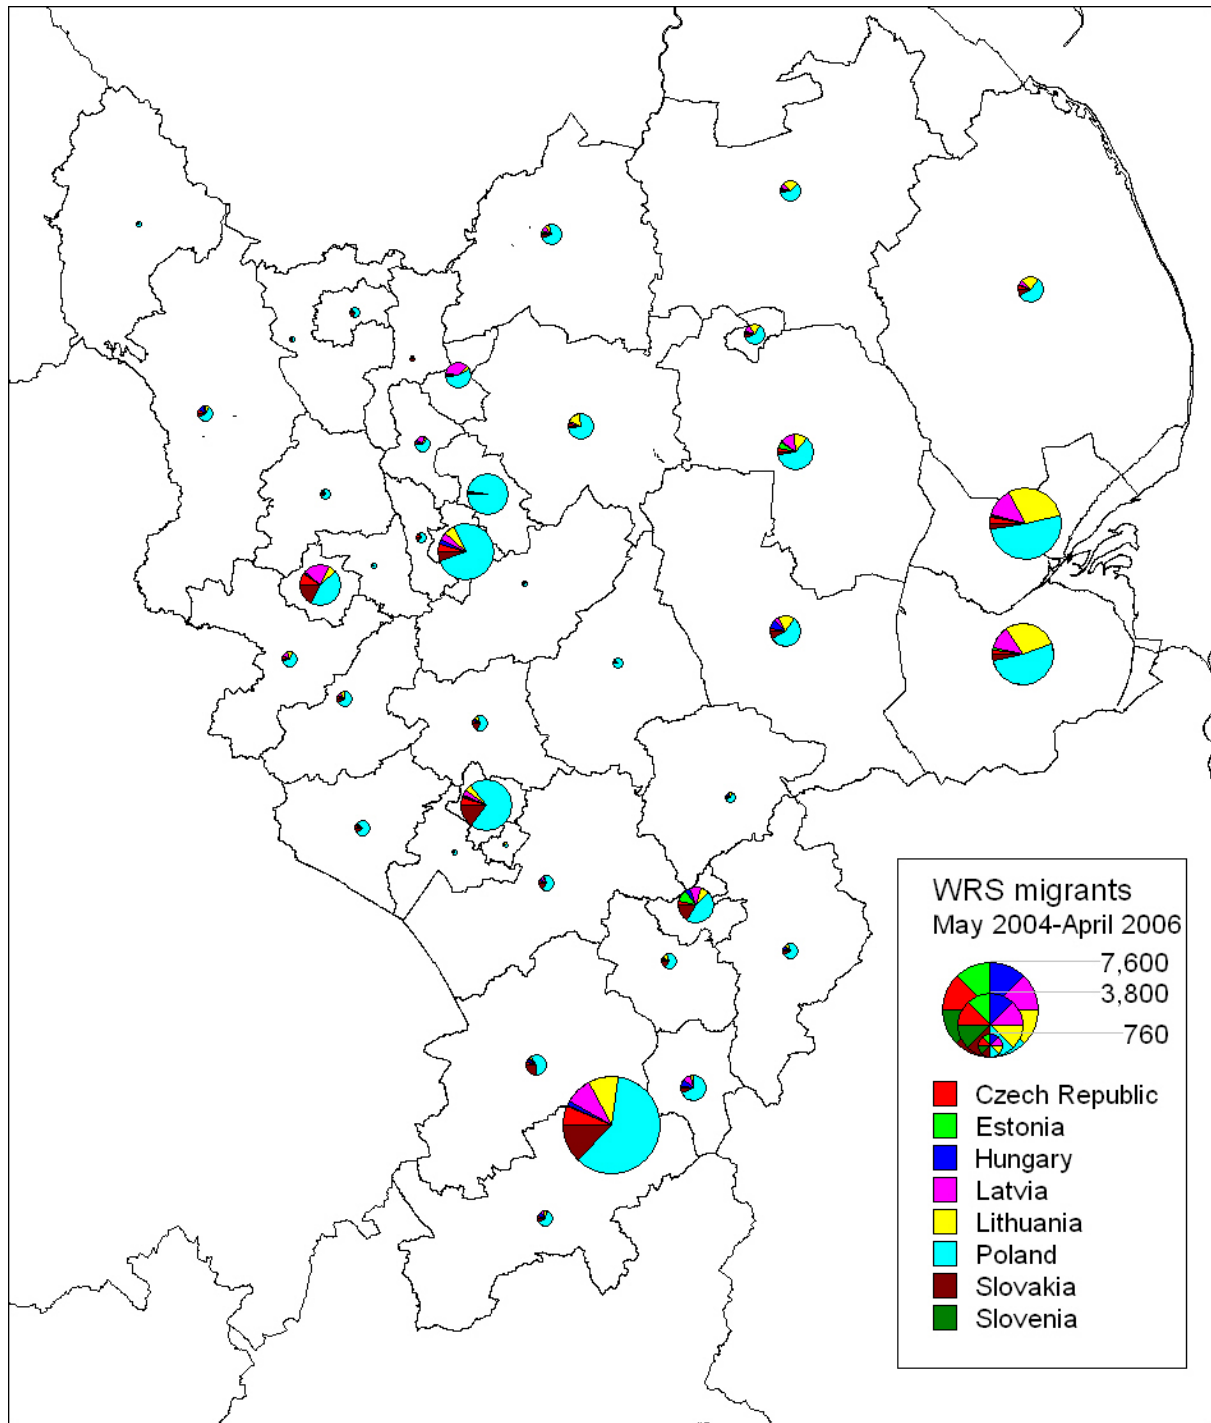 WRS migrants
May 2004-April 2006
7,600
3,800
760
Czech Republic
Estonia
Hungary
Latvia
Lithuania
Poland
Slovakia
Slovenia